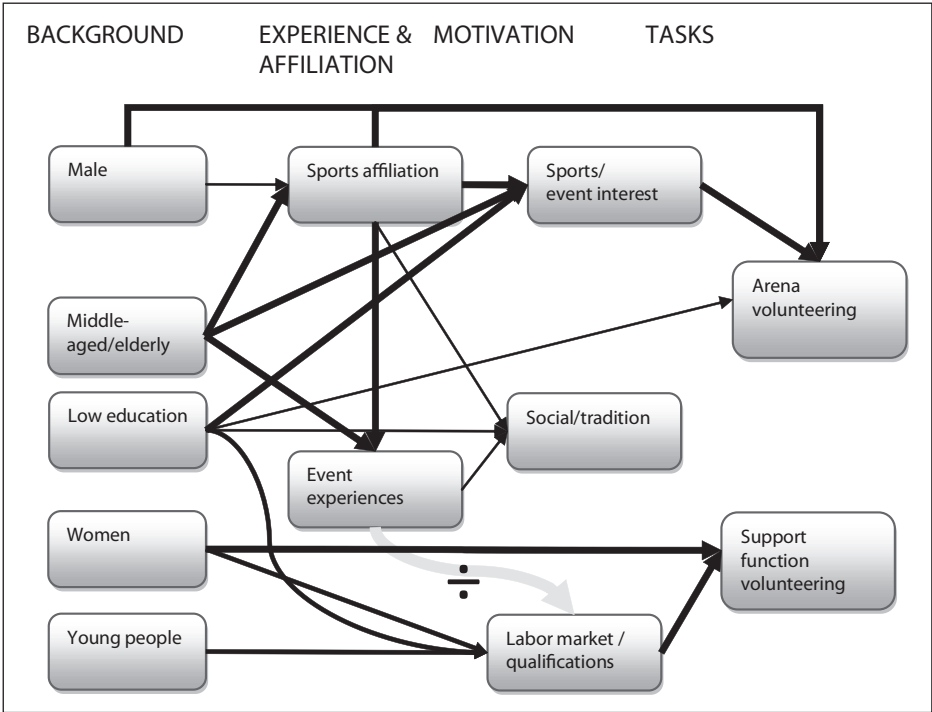 BACKGROUND
EXPERIENCE &
AFFILIATION
MOTIVATION
TASKS
Male
Sports affiliation
Sports/
event interest
Arena
volunteering
Middle-
aged/elderly
Low education
Social/tradition
Event
experiences
Women
Support
function
volunteering
÷
Young people
Labor market /
qualifications